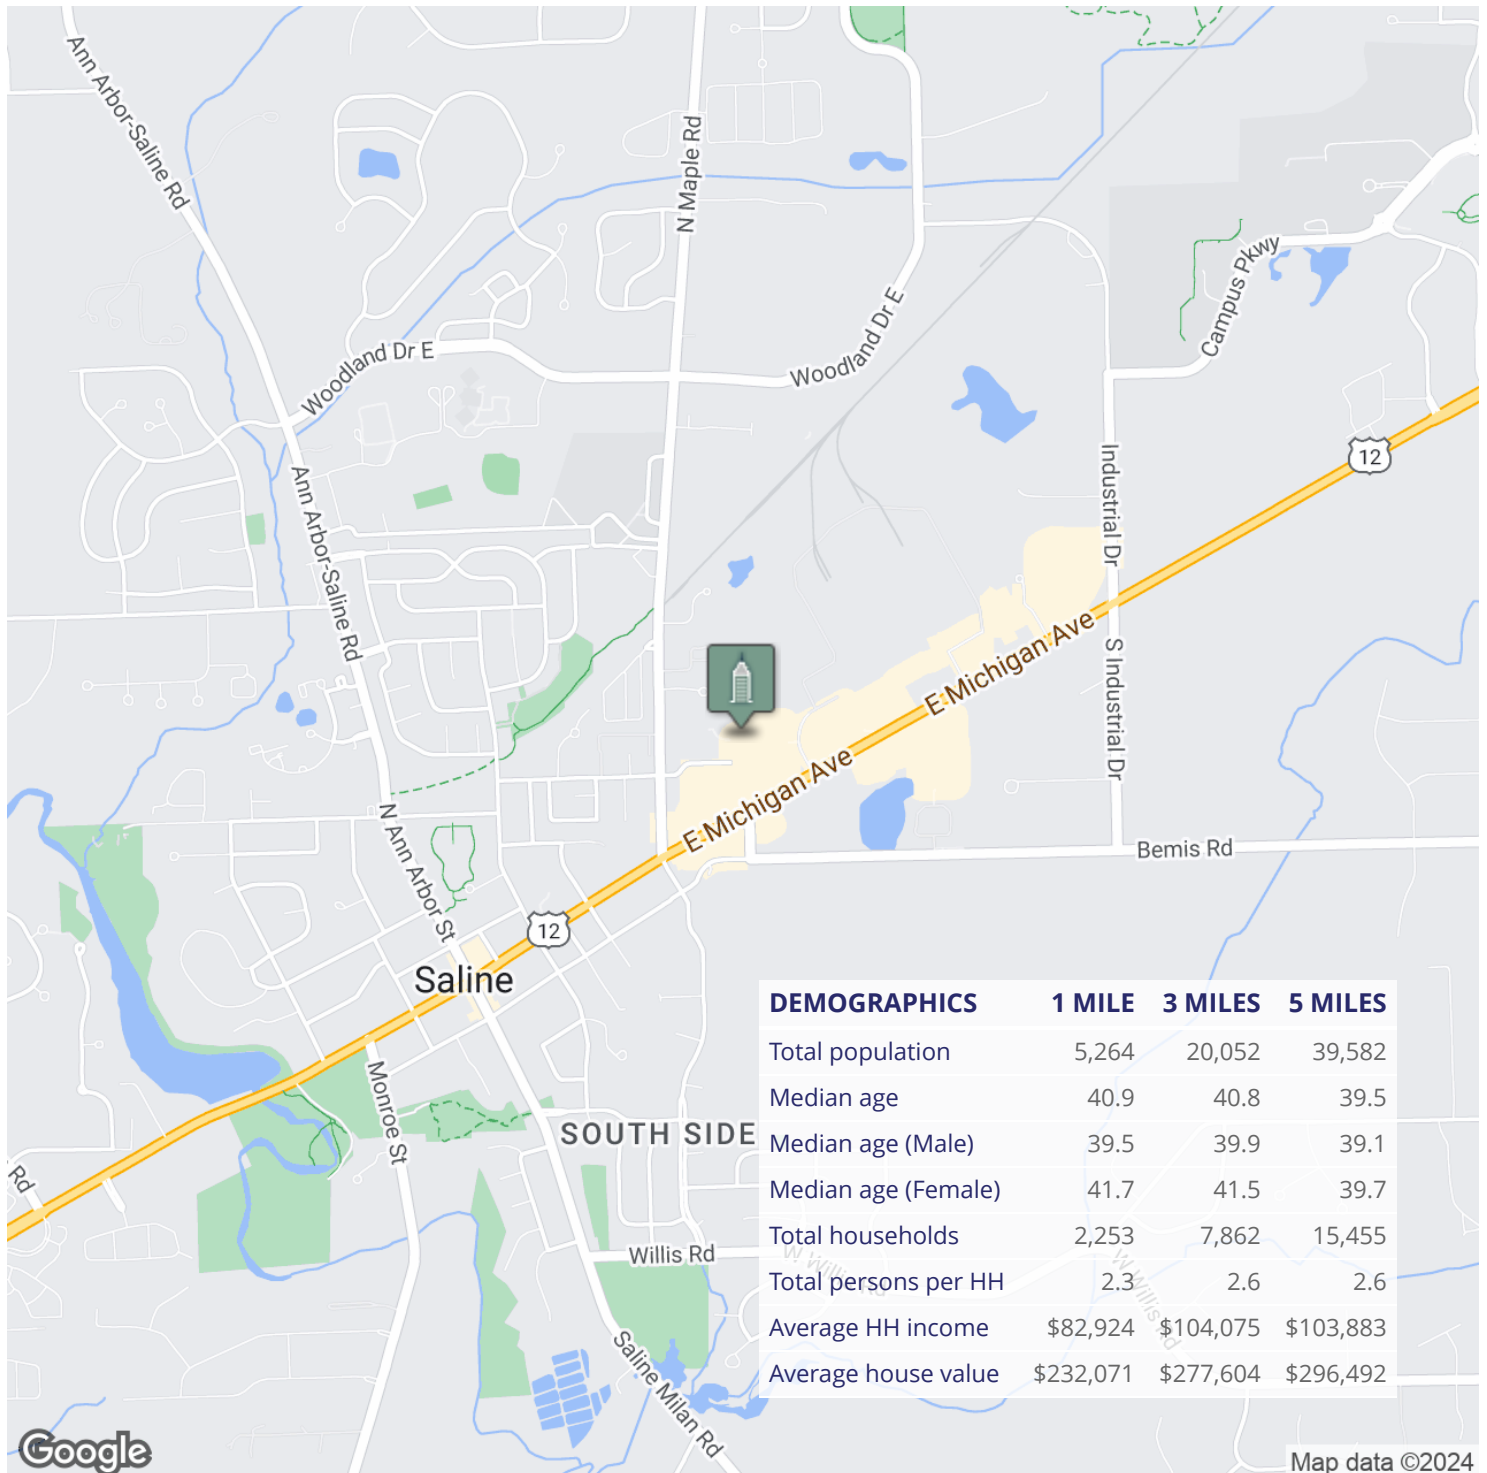 Ann Arbor-Saline Rd
N Maple Rd
Campus Pkwy
Woodland Dr E
Woodland Dr E
12
Industrial Dr
Ann Arbor-Saline Rd
E Michigan Ave
S Industrial Dr
E Michigan Ave
N Ann Arbor St
Bemis Rd
12
Saline
Monroe St
SOUTH SIDE
Rd
Willis Rd
W Willis Rd
W Willis Rd
Saline Milan Rd
DEMOGRAPHICS 1 MILE 3 MILES 5 MILES
Total population 5,264 20,052 39,582
Median age 40.9 40.8 39.5
Median age (Male) 39.5 39.9 39.1
Median age (Female) 41.7 41.5 39.7
Total households 2,253 7,862 15,455
Total persons per HH 2.3 2.6 2.6
Average HH income $82,924 $104,075 $103,883
Average house value $232,071 $277,604 $296,492
Google
Map data ©2024